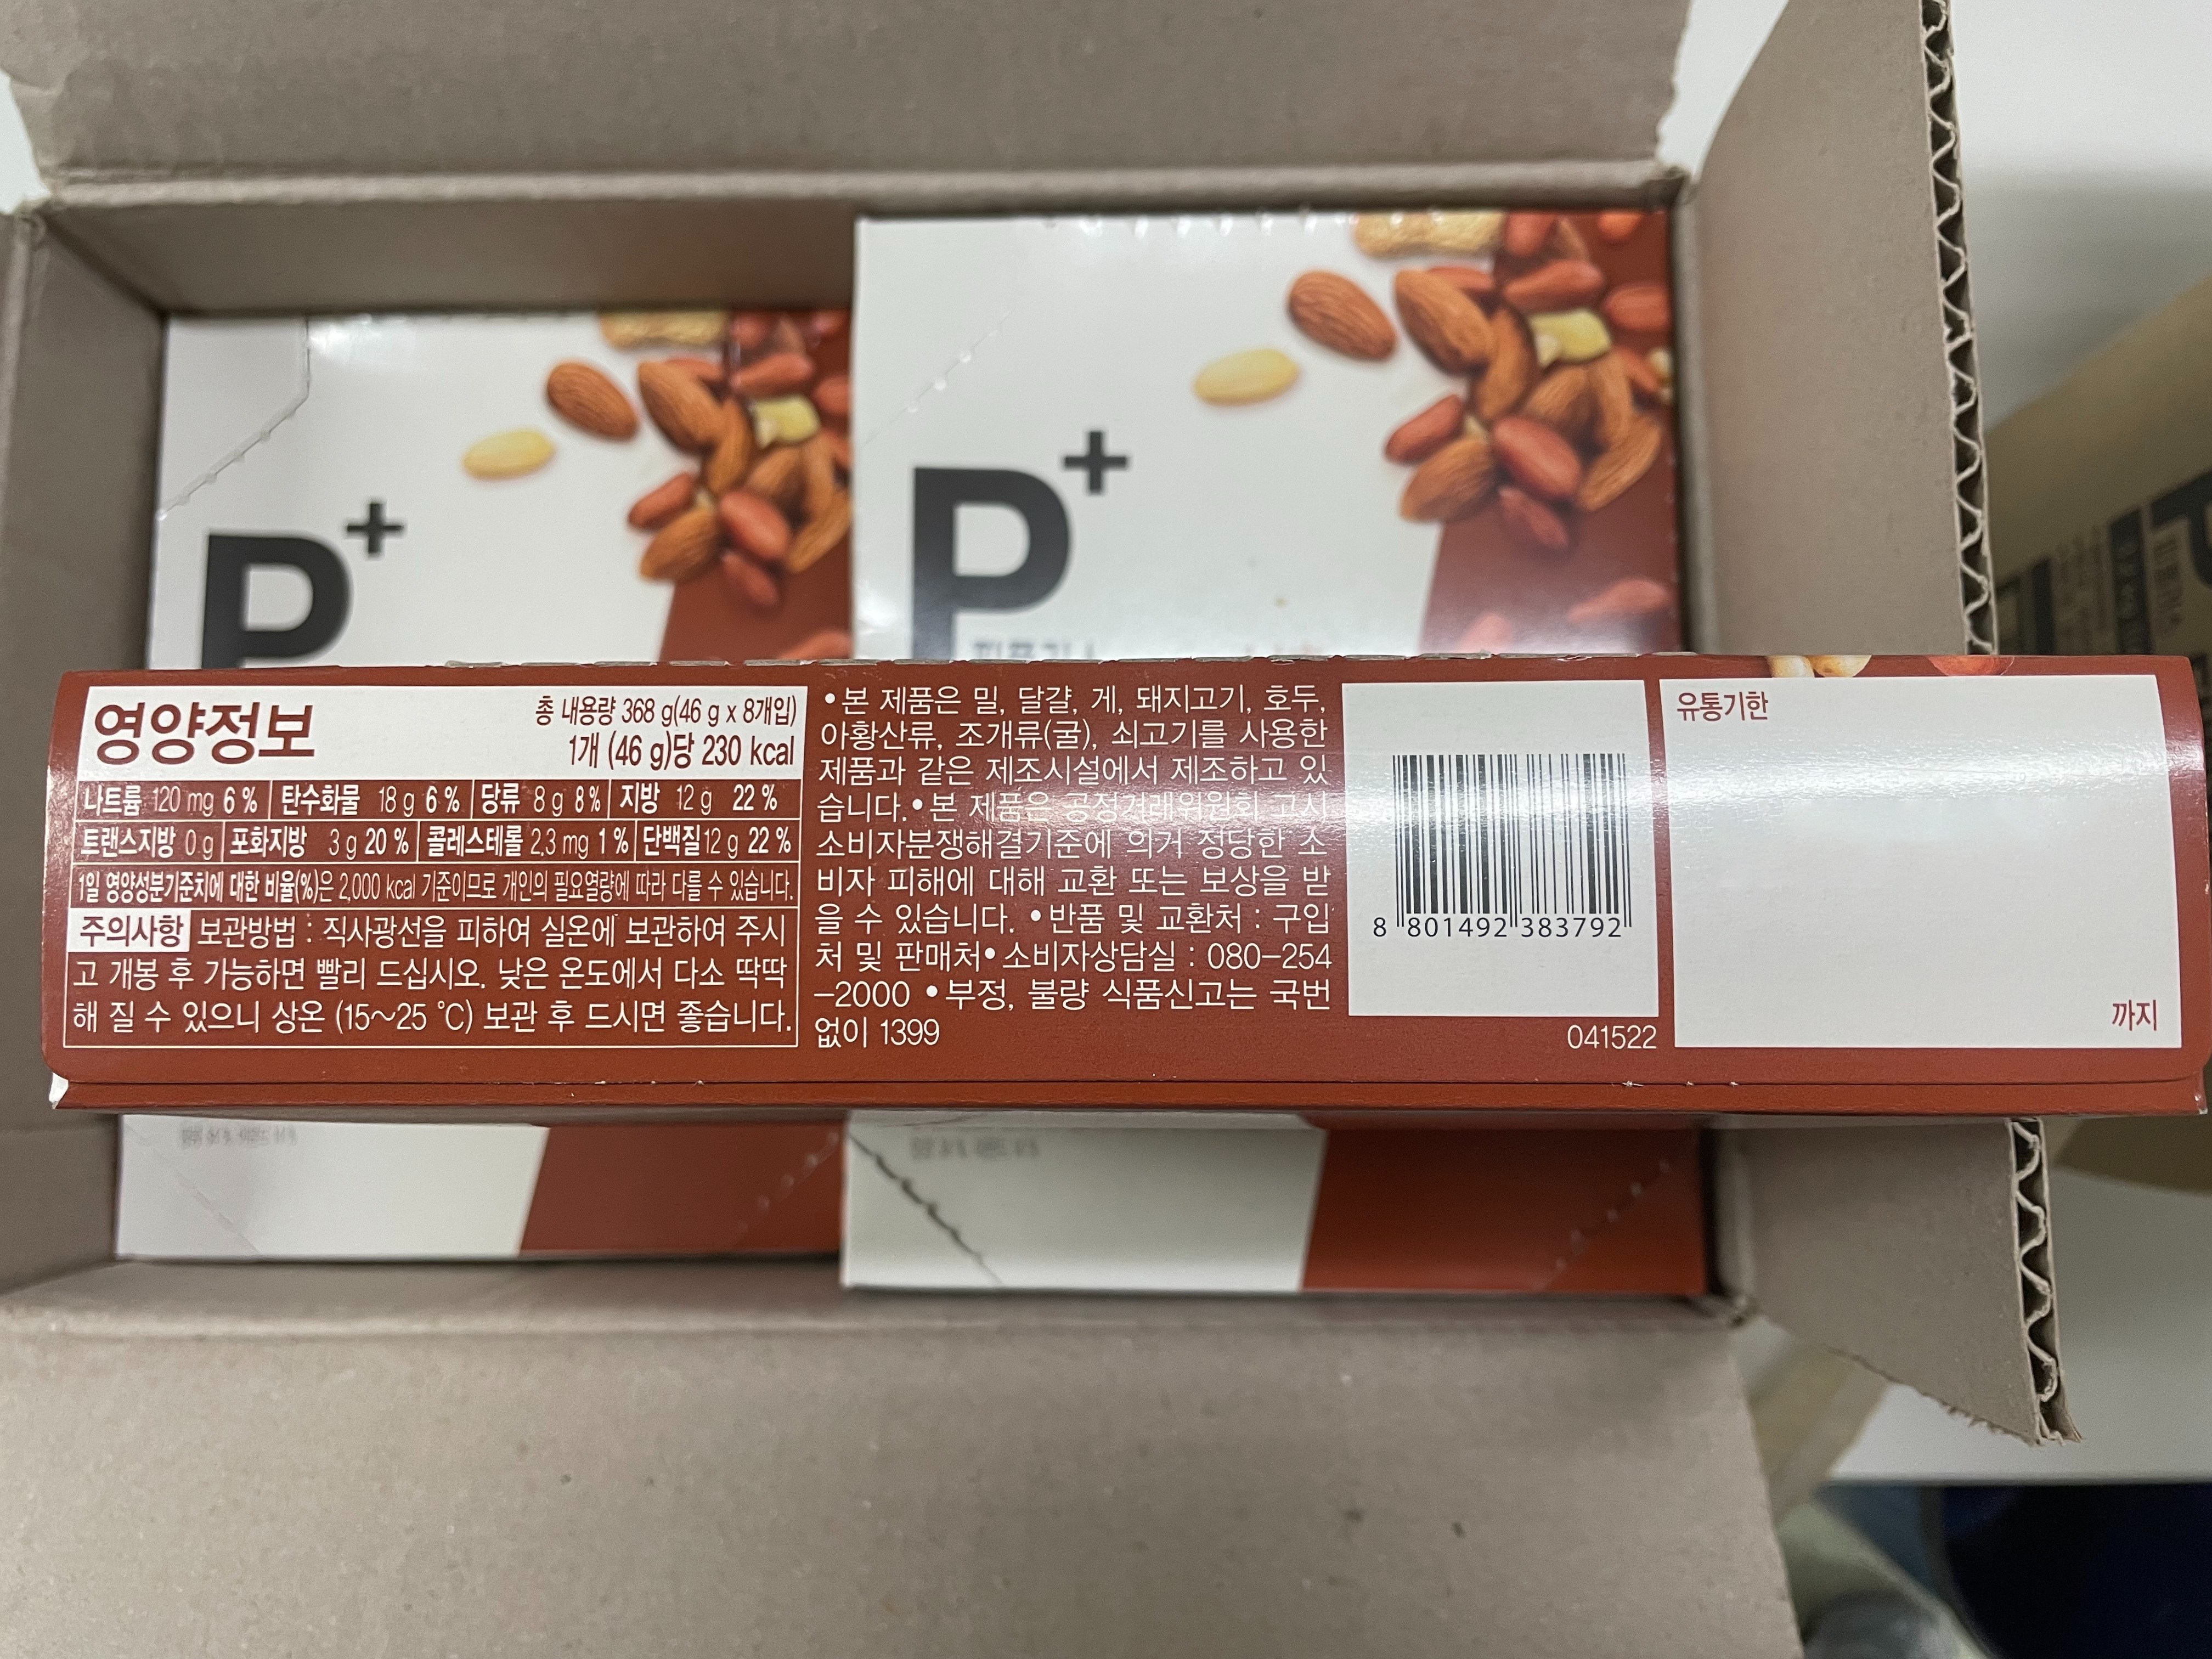 P+
P+
영양정보
총 내용량 368 g(46 g x 8개입)
1개 (46 g)당 230 kcal
나트륨 120 mg 6 % 탄수화물 18 g 6 % 당류 8 g 8 % 지방 12 g 22 %
트랜스지방 0 g 포화지방 3 g 20 % 콜레스테롤 2.3 mg 1 % 단백질 12 g 22 %
1일 영양성분기준치에 대한 비율(%)은 2,000 kcal 기준이므로 개인의 필요열량에 따라 다를 수 있습니다.
주의사항 보관방법 : 직사광선을 피하여 실온에 보관하여 주시
고 개봉 후 가능하면 빨리 드십시오. 낮은 온도에서 다소 딱딱
해 질 수 있으니 상온 (15~25 ℃) 보관 후 드시면 좋습니다.
•본 제품은 밀, 달걀, 게, 돼지고기, 호두,
아황산류, 조개류(굴), 쇠고기를 사용한
제품과 같은 제조시설에서 제조하고 있
습니다.•본 제품은 공정거래위원회 고시
소비자분쟁해결기준에 의거 정당한 소
비자 피해에 대해 교환 또는 보상을 받
을 수 있습니다. •반품 및 교환처 : 구입
처 및 판매처•소비자상담실 : 080-254
-2000 •부정, 불량 식품신고는 국번
없이 1399
8 801492 383792
041522
유통기한
까지